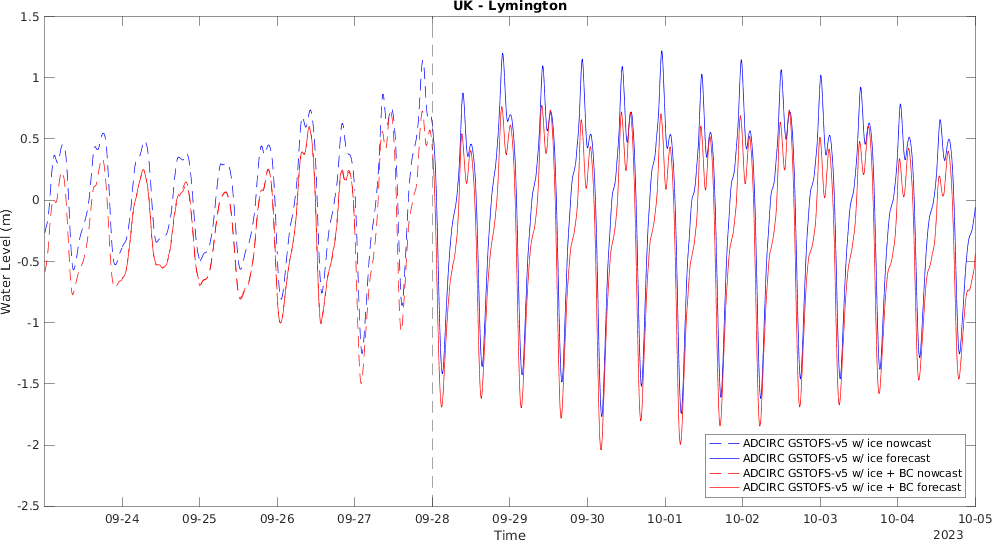 UK - Lymington
1.5
1
0.5
0
-0.5
-1
-1.5
-2
-2.5
Water Level (m)
ADCIRC GSTOFS-v5 w/ ice nowcast
ADCIRC GSTOFS-v5 w/ ice forecast
ADCIRC GSTOFS-v5 w/ ice + BC nowcast
ADCIRC GSTOFS-v5 w/ ice + BC forecast
09-24 09-25 09-26 09-27 09-28 09-29 09-30 10-01 10-02 10-03 10-04 10-05
Time
2023